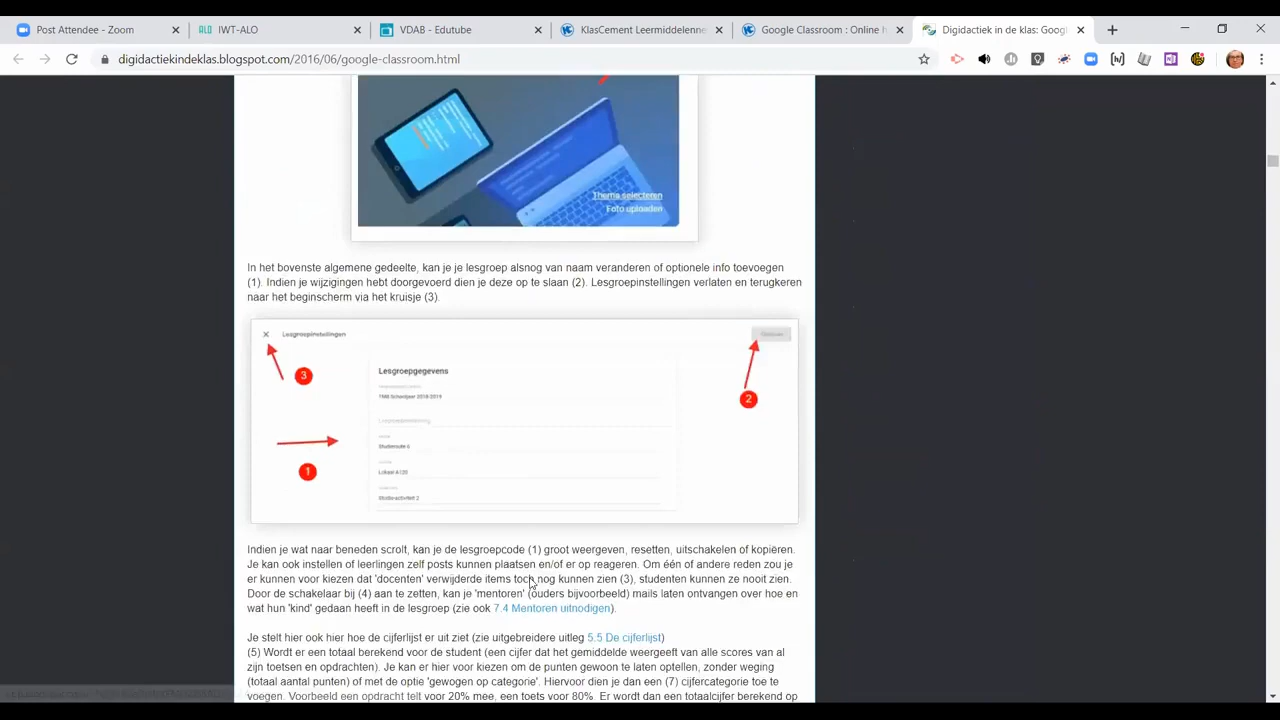 Post Attendee - Zoom
ALO IWT-ALO
VDAB - Edutube
KlasCement Leermiddelenne
Google Classroom : Online h
Digidactiek in de klas: Goog
digidactiekindeklas.blogspot.com/2016/06/google-classroom.html
Thema selecteren
Foto uploaden
In het bovenste algemene gedeelte, kan je je lesgroep alsnog van naam veranderen of optionele info toevoegen
(1). Indien je wijzigingen hebt doorgevoerd dien je deze op te slaan (2). Lesgroepinstellingen verlaten en terugkeren
naar het beginscherm via het kruisje (3).
Lesgroepinstellingen
3
Lesgroepgegevens
2
Studieroute 6
1
Lokaal 4-120
Studie-activiteit 2
Indien je wat naar beneden scrolt, kan je de lesgroepcode (1) groot weergeven, resetten, uitschakelen of kopiëren.
Je kan ook instellen of leerlingen zelf posts kunnen plaatsen en/of er op reageren. Om één of andere reden zou je
er kunnen voor kiezen dat 'docenten' verwijderde items toch nog kunnen zien (3), studenten kunnen ze nooit zien.
Door de schakelaar bij (4) aan te zetten, kan je 'mentoren' (ouders bijvoorbeeld) mails laten ontvangen over hoe en
wat hun 'kind' gedaan heeft in de lesgroep (zie ook 7.4 Mentoren uitnodigen).
Je stelt hier ook hier hoe de cijferlijst er uit ziet (zie uitgebreidere uitleg 5.5 De cijferlijst)
(5) Wordt er een totaal berekend voor de student (een cijfer dat het gemiddelde weergeeft van alle scores van al
zijn toetsen en opdrachten). Je kan er hier voor kiezen om de punten gewoon te laten optellen, zonder weging
(totaal aantal punten) of met de optie 'gewogen op categorie'. Hiervoor dien je dan een (7) cijfercategorie toe te
voegen. Voorbeeld een opdracht telt voor 20% mee, een toets voor 80%. Er wordt dan een totaalcijfer berekend op